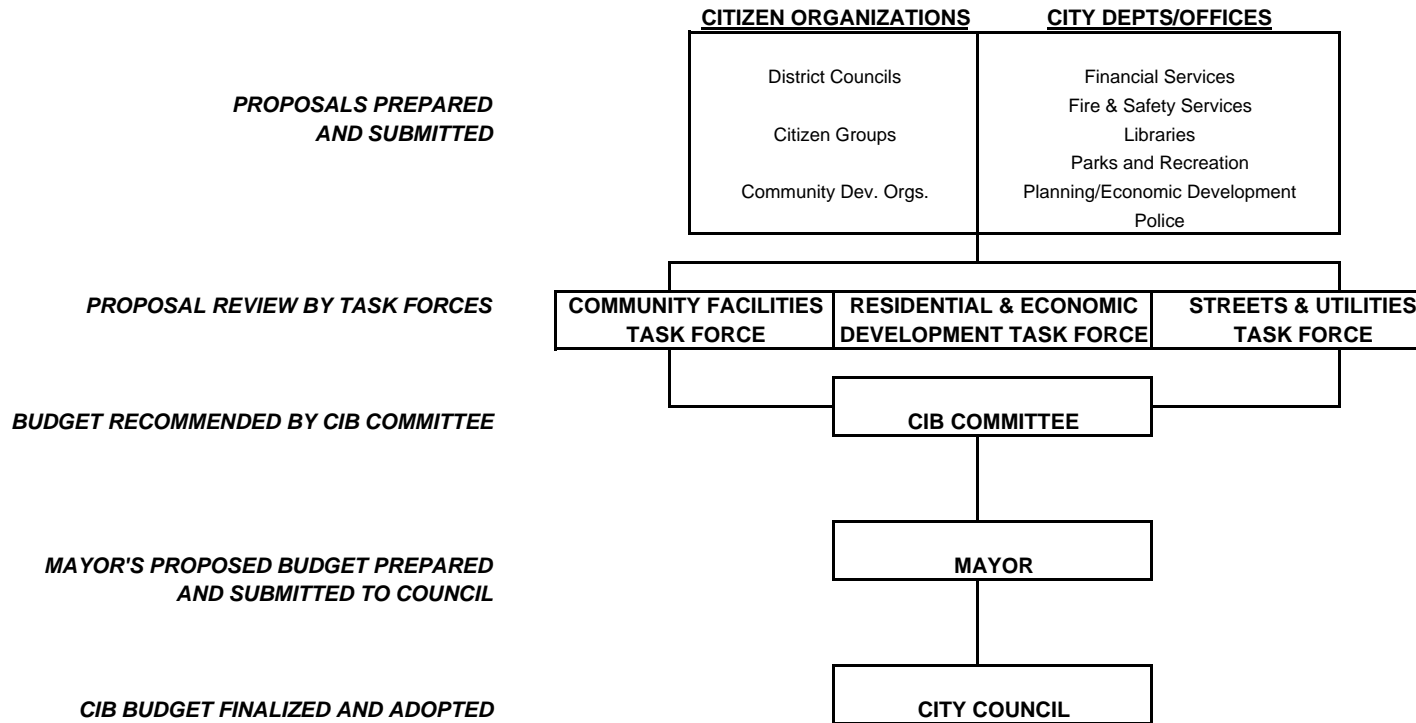 CITIZEN ORGANIZATIONS
CITY DEPTS/OFFICES
PROPOSALS PREPARED
AND SUBMITTED
District Councils
Citizen Groups
Community Dev. Orgs.
Financial Services
Fire & Safety Services
Libraries
Parks and Recreation
Planning/Economic Development
Police
PROPOSAL REVIEW BY TASK FORCES
COMMUNITY FACILITIES
TASK FORCE
RESIDENTIAL & ECONOMIC
DEVELOPMENT TASK FORCE
STREETS & UTILITIES
TASK FORCE
BUDGET RECOMMENDED BY CIB COMMITTEE
CIB COMMITTEE
MAYOR'S PROPOSED BUDGET PREPARED
AND SUBMITTED TO COUNCIL
MAYOR
CIB BUDGET FINALIZED AND ADOPTED
CITY COUNCIL